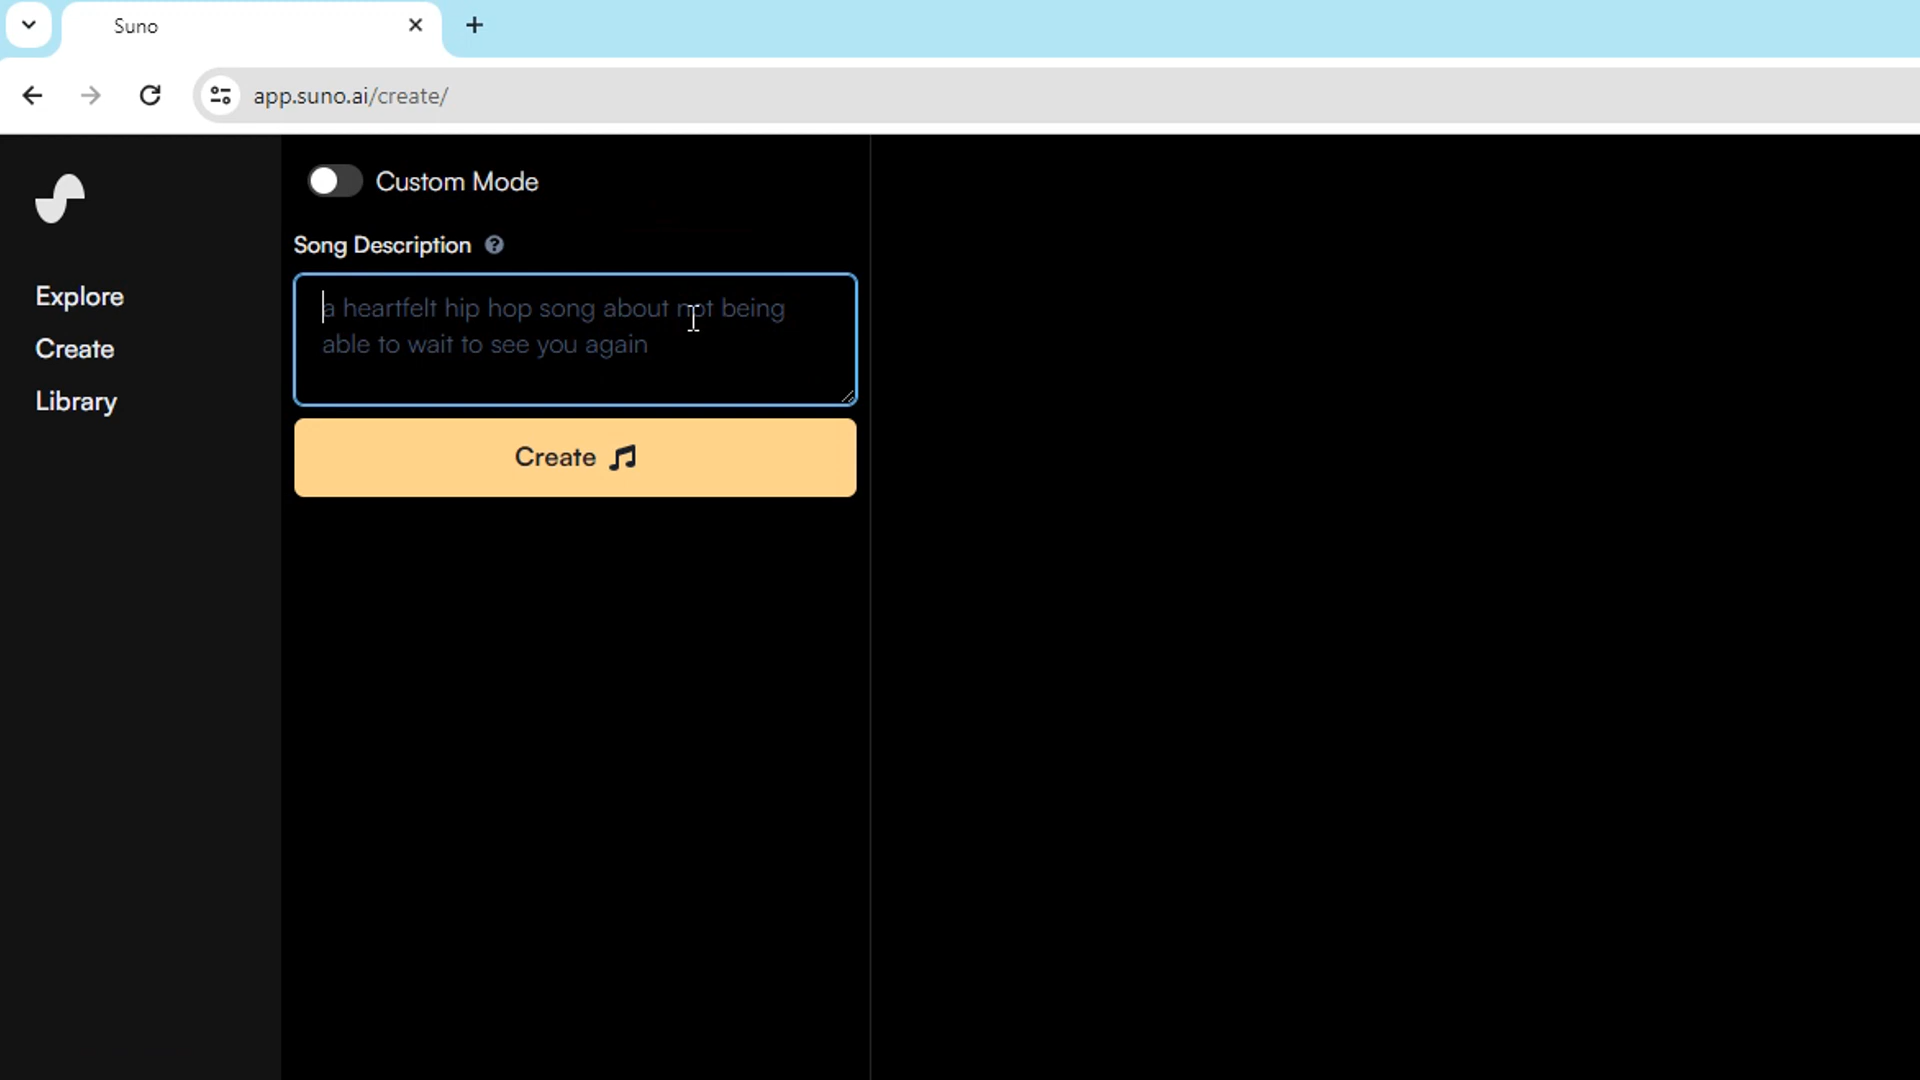 Suno
app.suno.ai/create/
Custom Mode
Song Description
a heartfelt hip hop song about not being
able to wait to see you again
Create
Explore
Create
Library